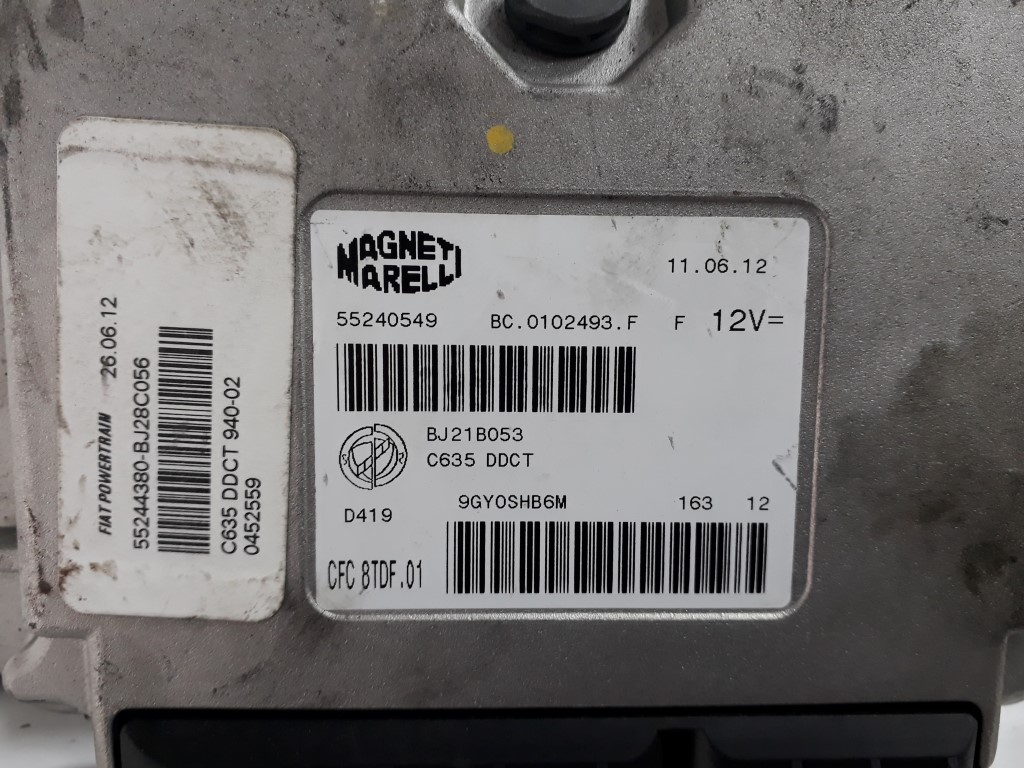 FIAT POWERTRAIN 26.06.12
55244380-BJ28C056
C635 DDCT 940-02
0452559
MAGNETI
MARELLI
11.06.12
55240549 BC.0102493.F F 12V=
BJ21B053
C635 DDCT
9GY0SHB6M 163 12
D419
CFC 8TDF.01